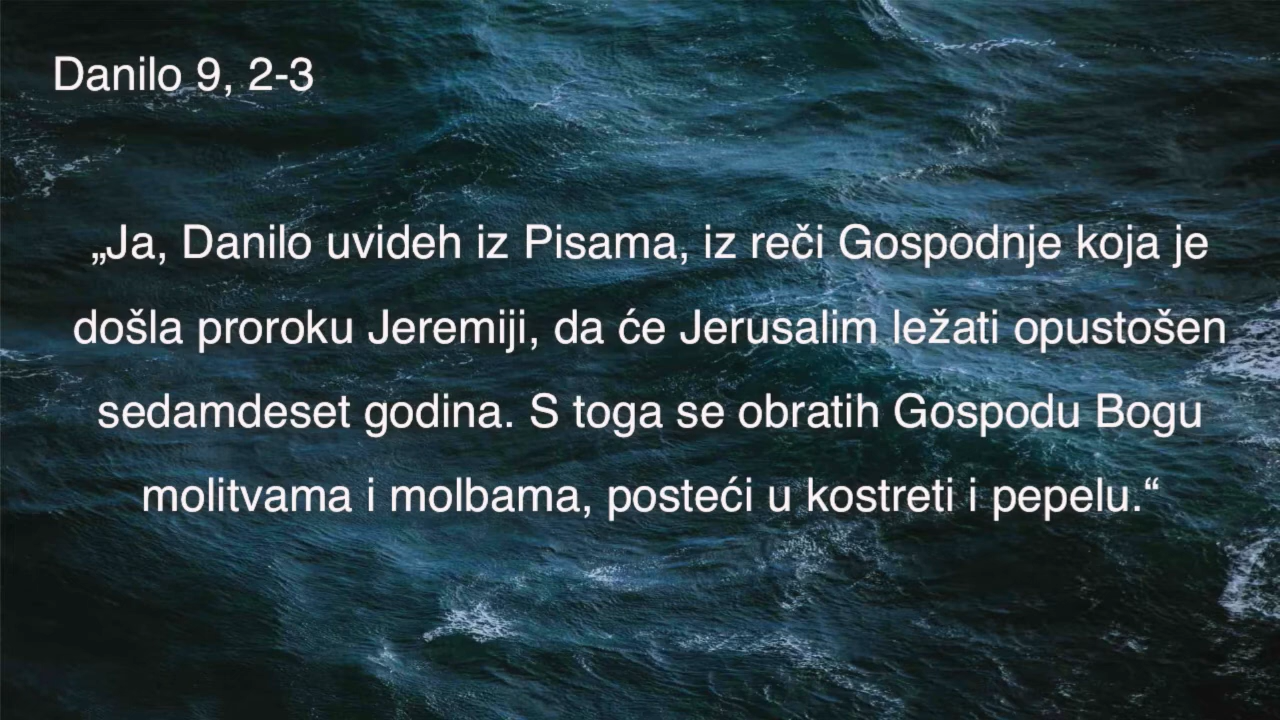 Danilo 9, 2-3
„Ja, Danilo uvideh iz Pisama, iz reči Gospodnje koja je
došla proroku Jeremiji, da će Jerusalim ležati opustošen
sedamdeset godina. S toga se obratih Gospodu Bogu
molitvama i molbama, posteći u kostreti i pepelu.“